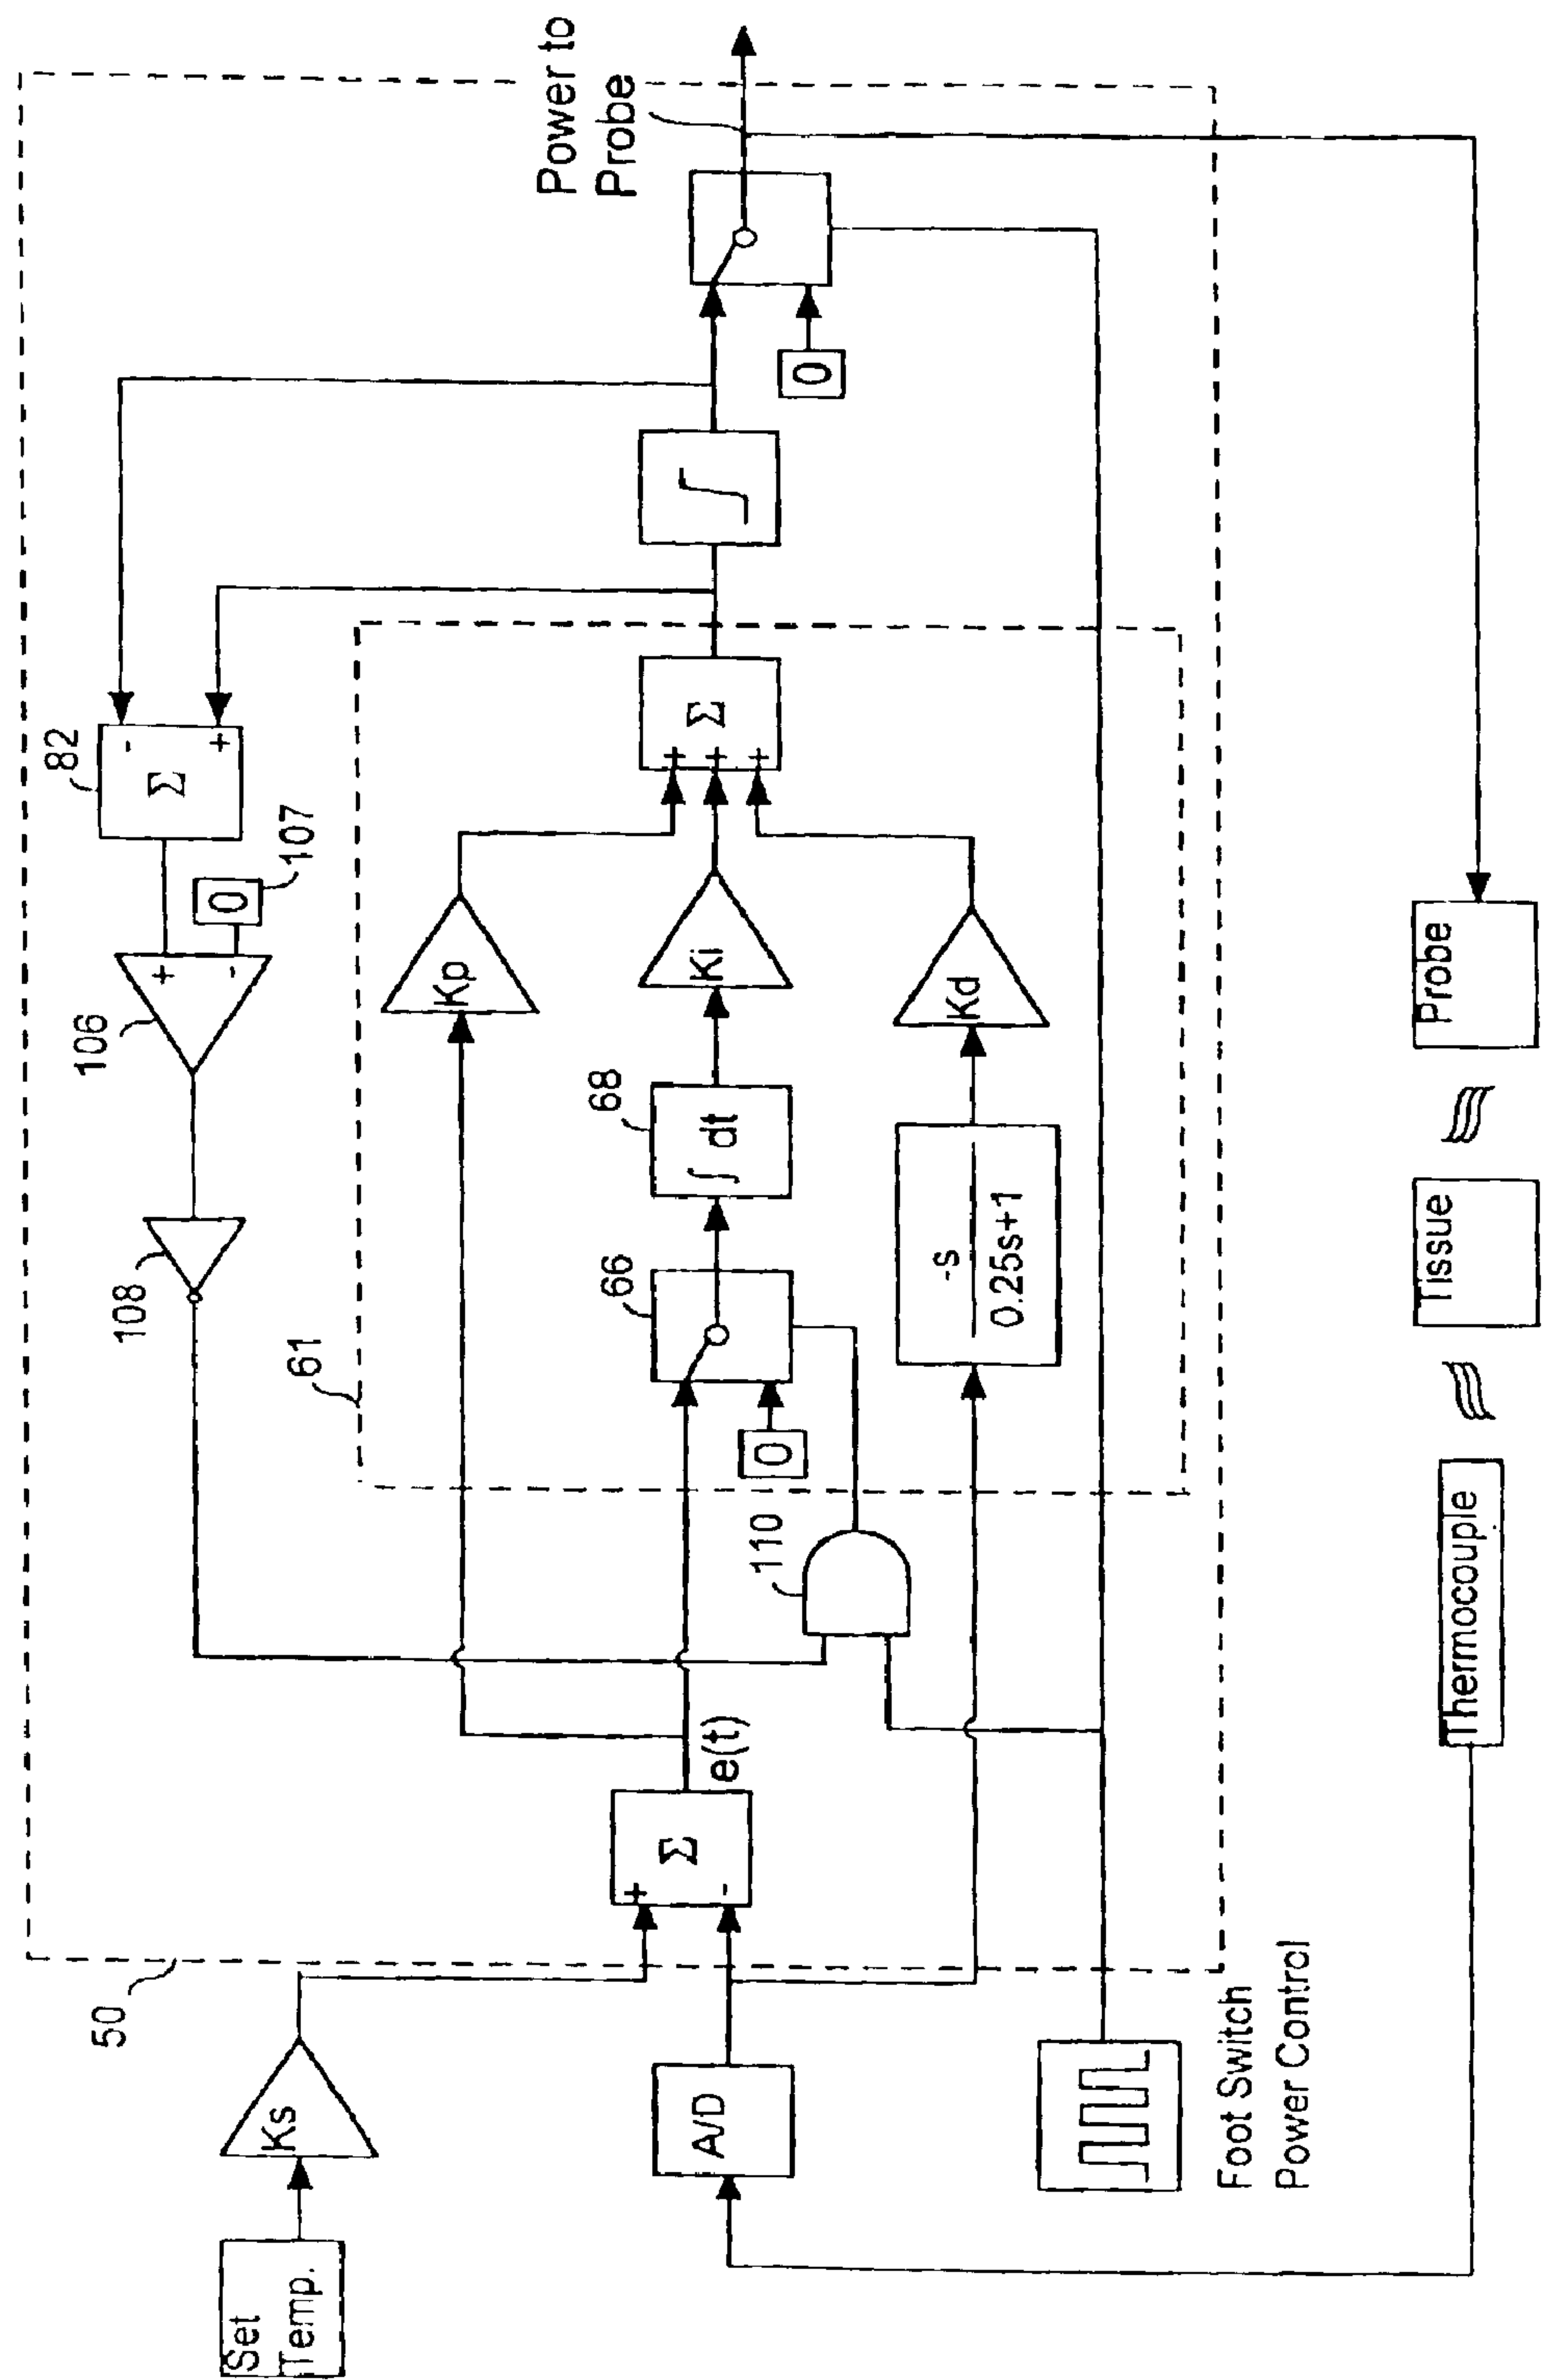 Set
Temp.
Ks
50
A/D
Foot Switch
Power Control
+
-
Σ
e(t)
108
106
+
-
0
107
82
Σ
-
+
61
110
0
66
68
∫ dt
Kp
Ki
Kd
-s
0.25s+1
+
+
+
Σ
0
Power to
Probe
Thermocouple
Tissue
Probe